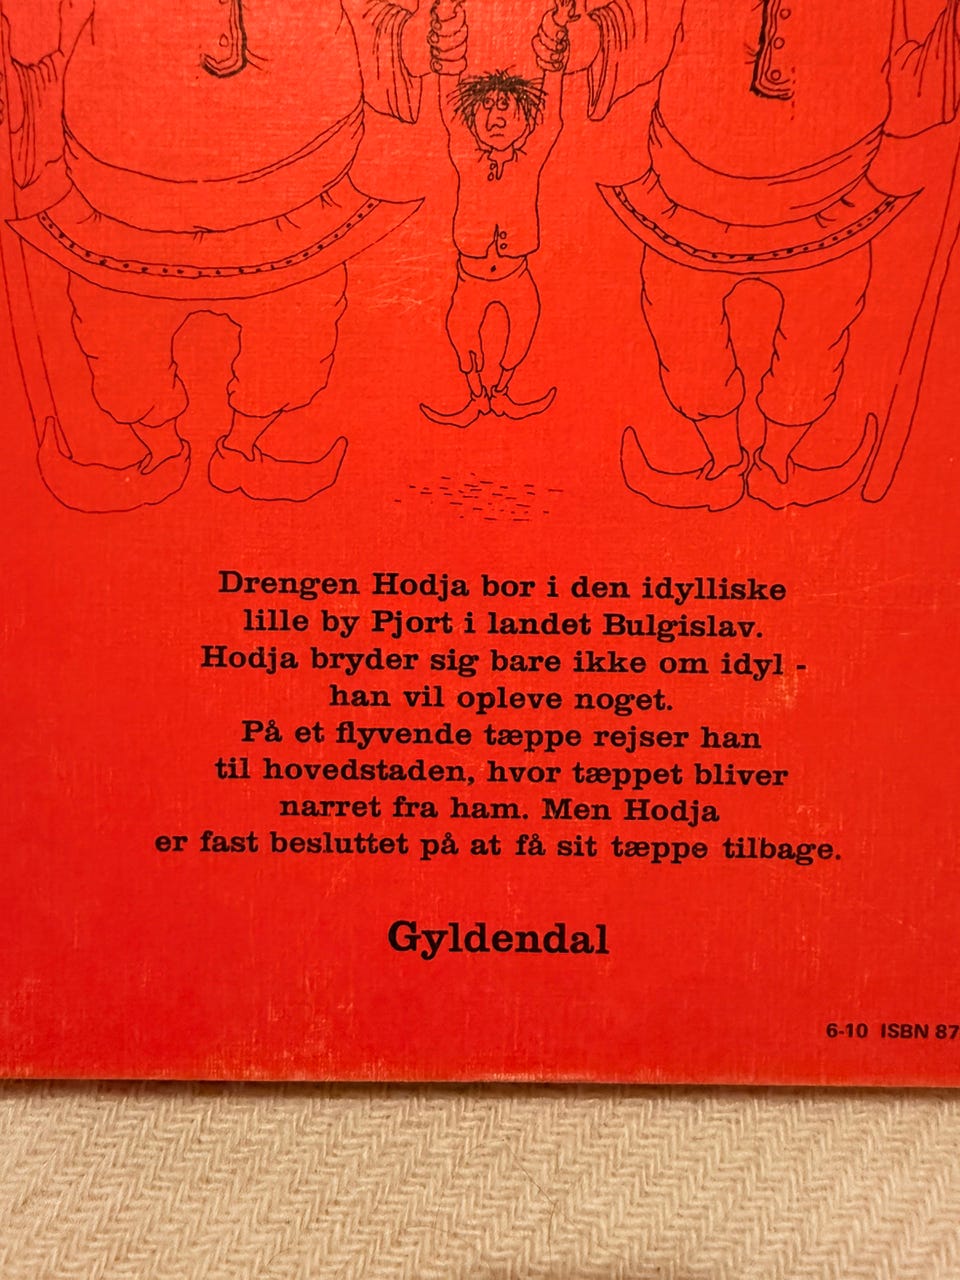 Drengen Hodja bor i den idylliske
lille by Pjort i landet Bulgislav.
Hodja bryder sig bare ikke om idyl -
han vil opleve noget.
På et flyvende tæppe rejser han
til hovedstaden, hvor tæppet bliver
narret fra ham. Men Hodja
er fast besluttet på at få sit tæppe tilbage.
Gyldendal
6-10 ISBN 87